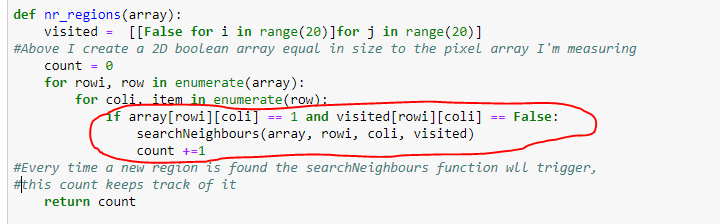 def nr_regions(array):
    visited =  [[False for i in range(20)]for j in range(20)]
#Above I create a 2D boolean array equal in size to the pixel array I'm measuring
    count = 0
    for rowi, row in enumerate(array):
        for coli, item in enumerate(row):
            if array[rowi][coli] == 1 and visited[rowi][coli] == False:
                searchNeighbours(array, rowi, coli, visited)
                count +=1
#Every time a new region is found the searchNeighbours function wll trigger,
#this count keeps track of it
    return count